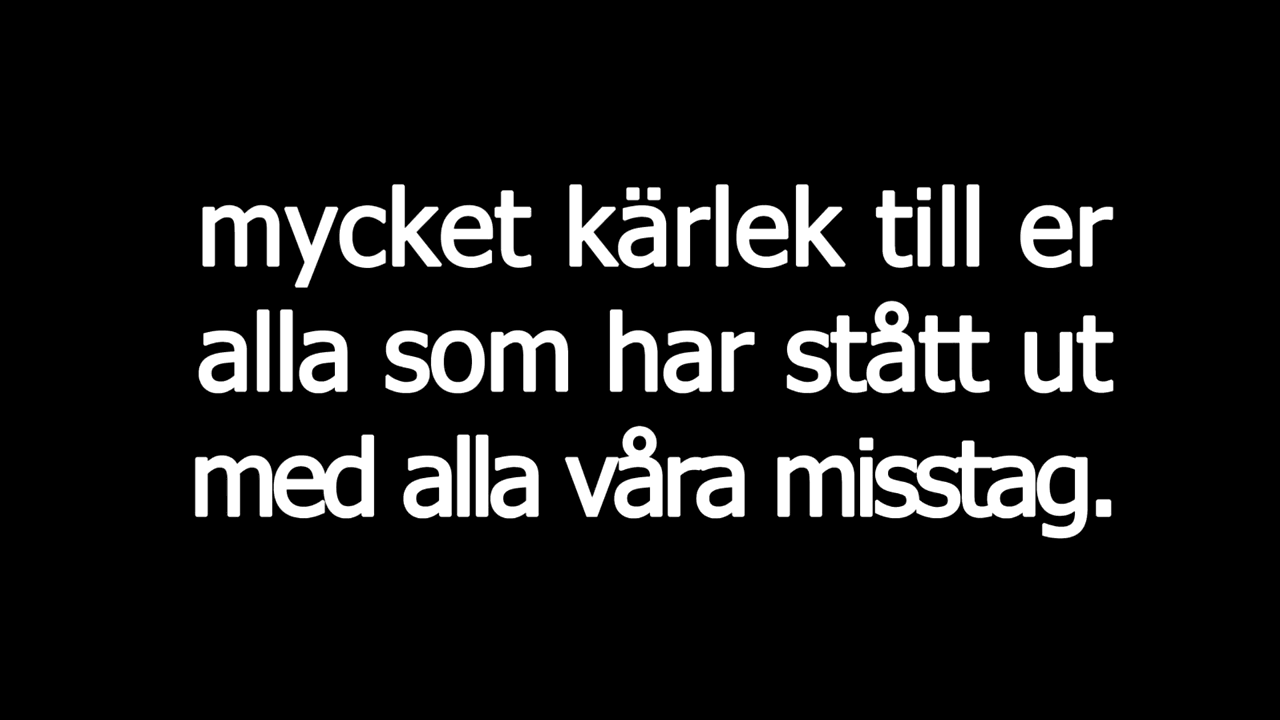 mycket kärlek till er
alla som har stått ut
med alla våra misstag.